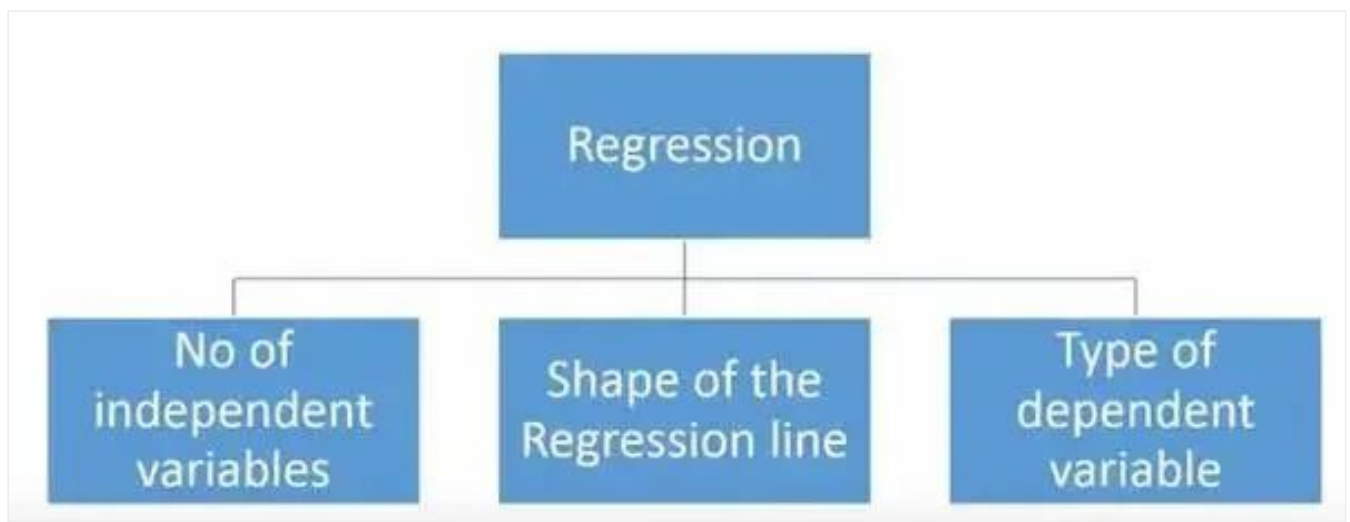 Regression
No of
independent
variables
Shape of the
Regression line
Type of
dependent
variable